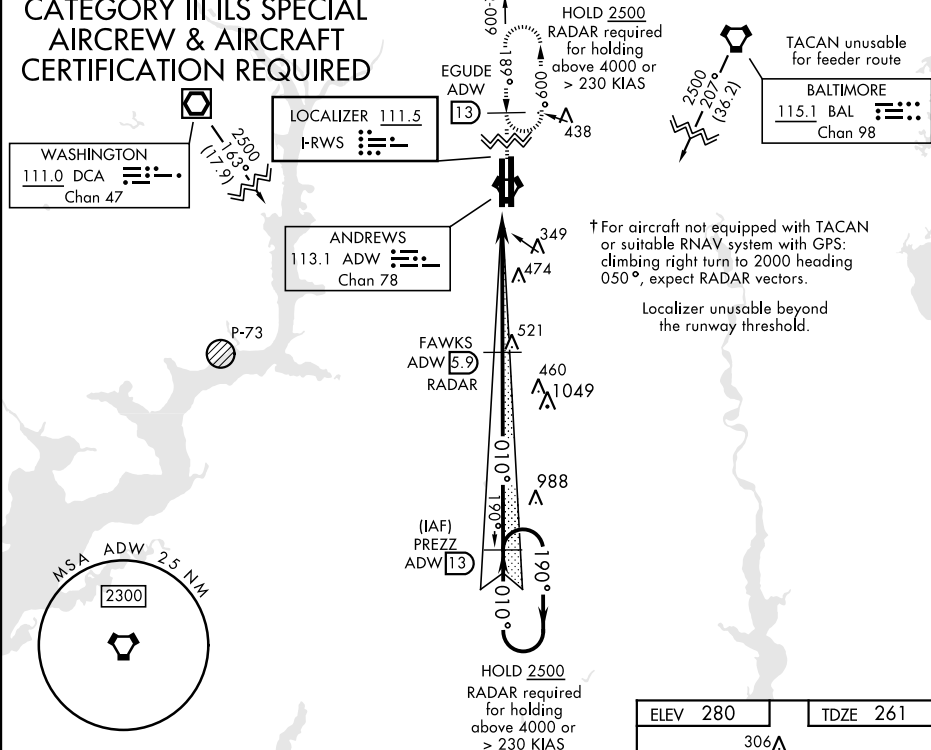 CATEGORY III ILS SPECIAL
AIRCREW & AIRCRAFT
CERTIFICATION REQUIRED
HOLD 2500
RADAR required
for holding
above 4000 or
> 230 KIAS
TACAN unusable
for feeder route
EGUDE
ADW 13
189°
009°
438
LOCALIZER 111.5
I-RWS
WASHINGTON
111.0 DCA
Chan 47
2500
163°
(17.9)
2500
207°
(36.2)
BALTIMORE
115.1 BAL
Chan 98
ANDREWS
113.1 ADW
Chan 78
349
474
† For aircraft not equipped with TACAN
or suitable RNAV system with GPS:
climbing right turn to 2000 heading
050°, expect RADAR vectors.
Localizer unusable beyond
the runway threshold.
P-73
FAWKS
ADW 5.9
RADAR
521
460
1049
010°
988
190°
(IAF)
PREZZ
ADW 13
190°
010°
MSA ADW 25 NM
2300
HOLD 2500
RADAR required
for holding
above 4000 or
> 230 KIAS
ELEV 280
TDZE 261
306